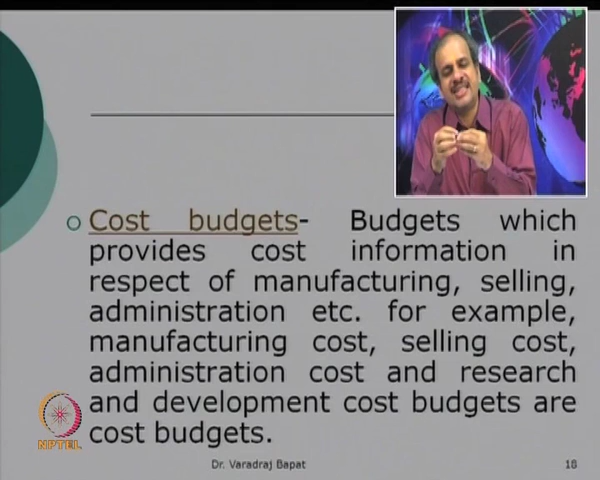 Cost budgets- Budgets which
provides cost information in
respect of manufacturing, selling,
administration etc. for example,
manufacturing cost, selling cost,
administration cost and research
and development cost budgets are
cost budgets.
NPTEL
Dr. Varadraj Bapat
18